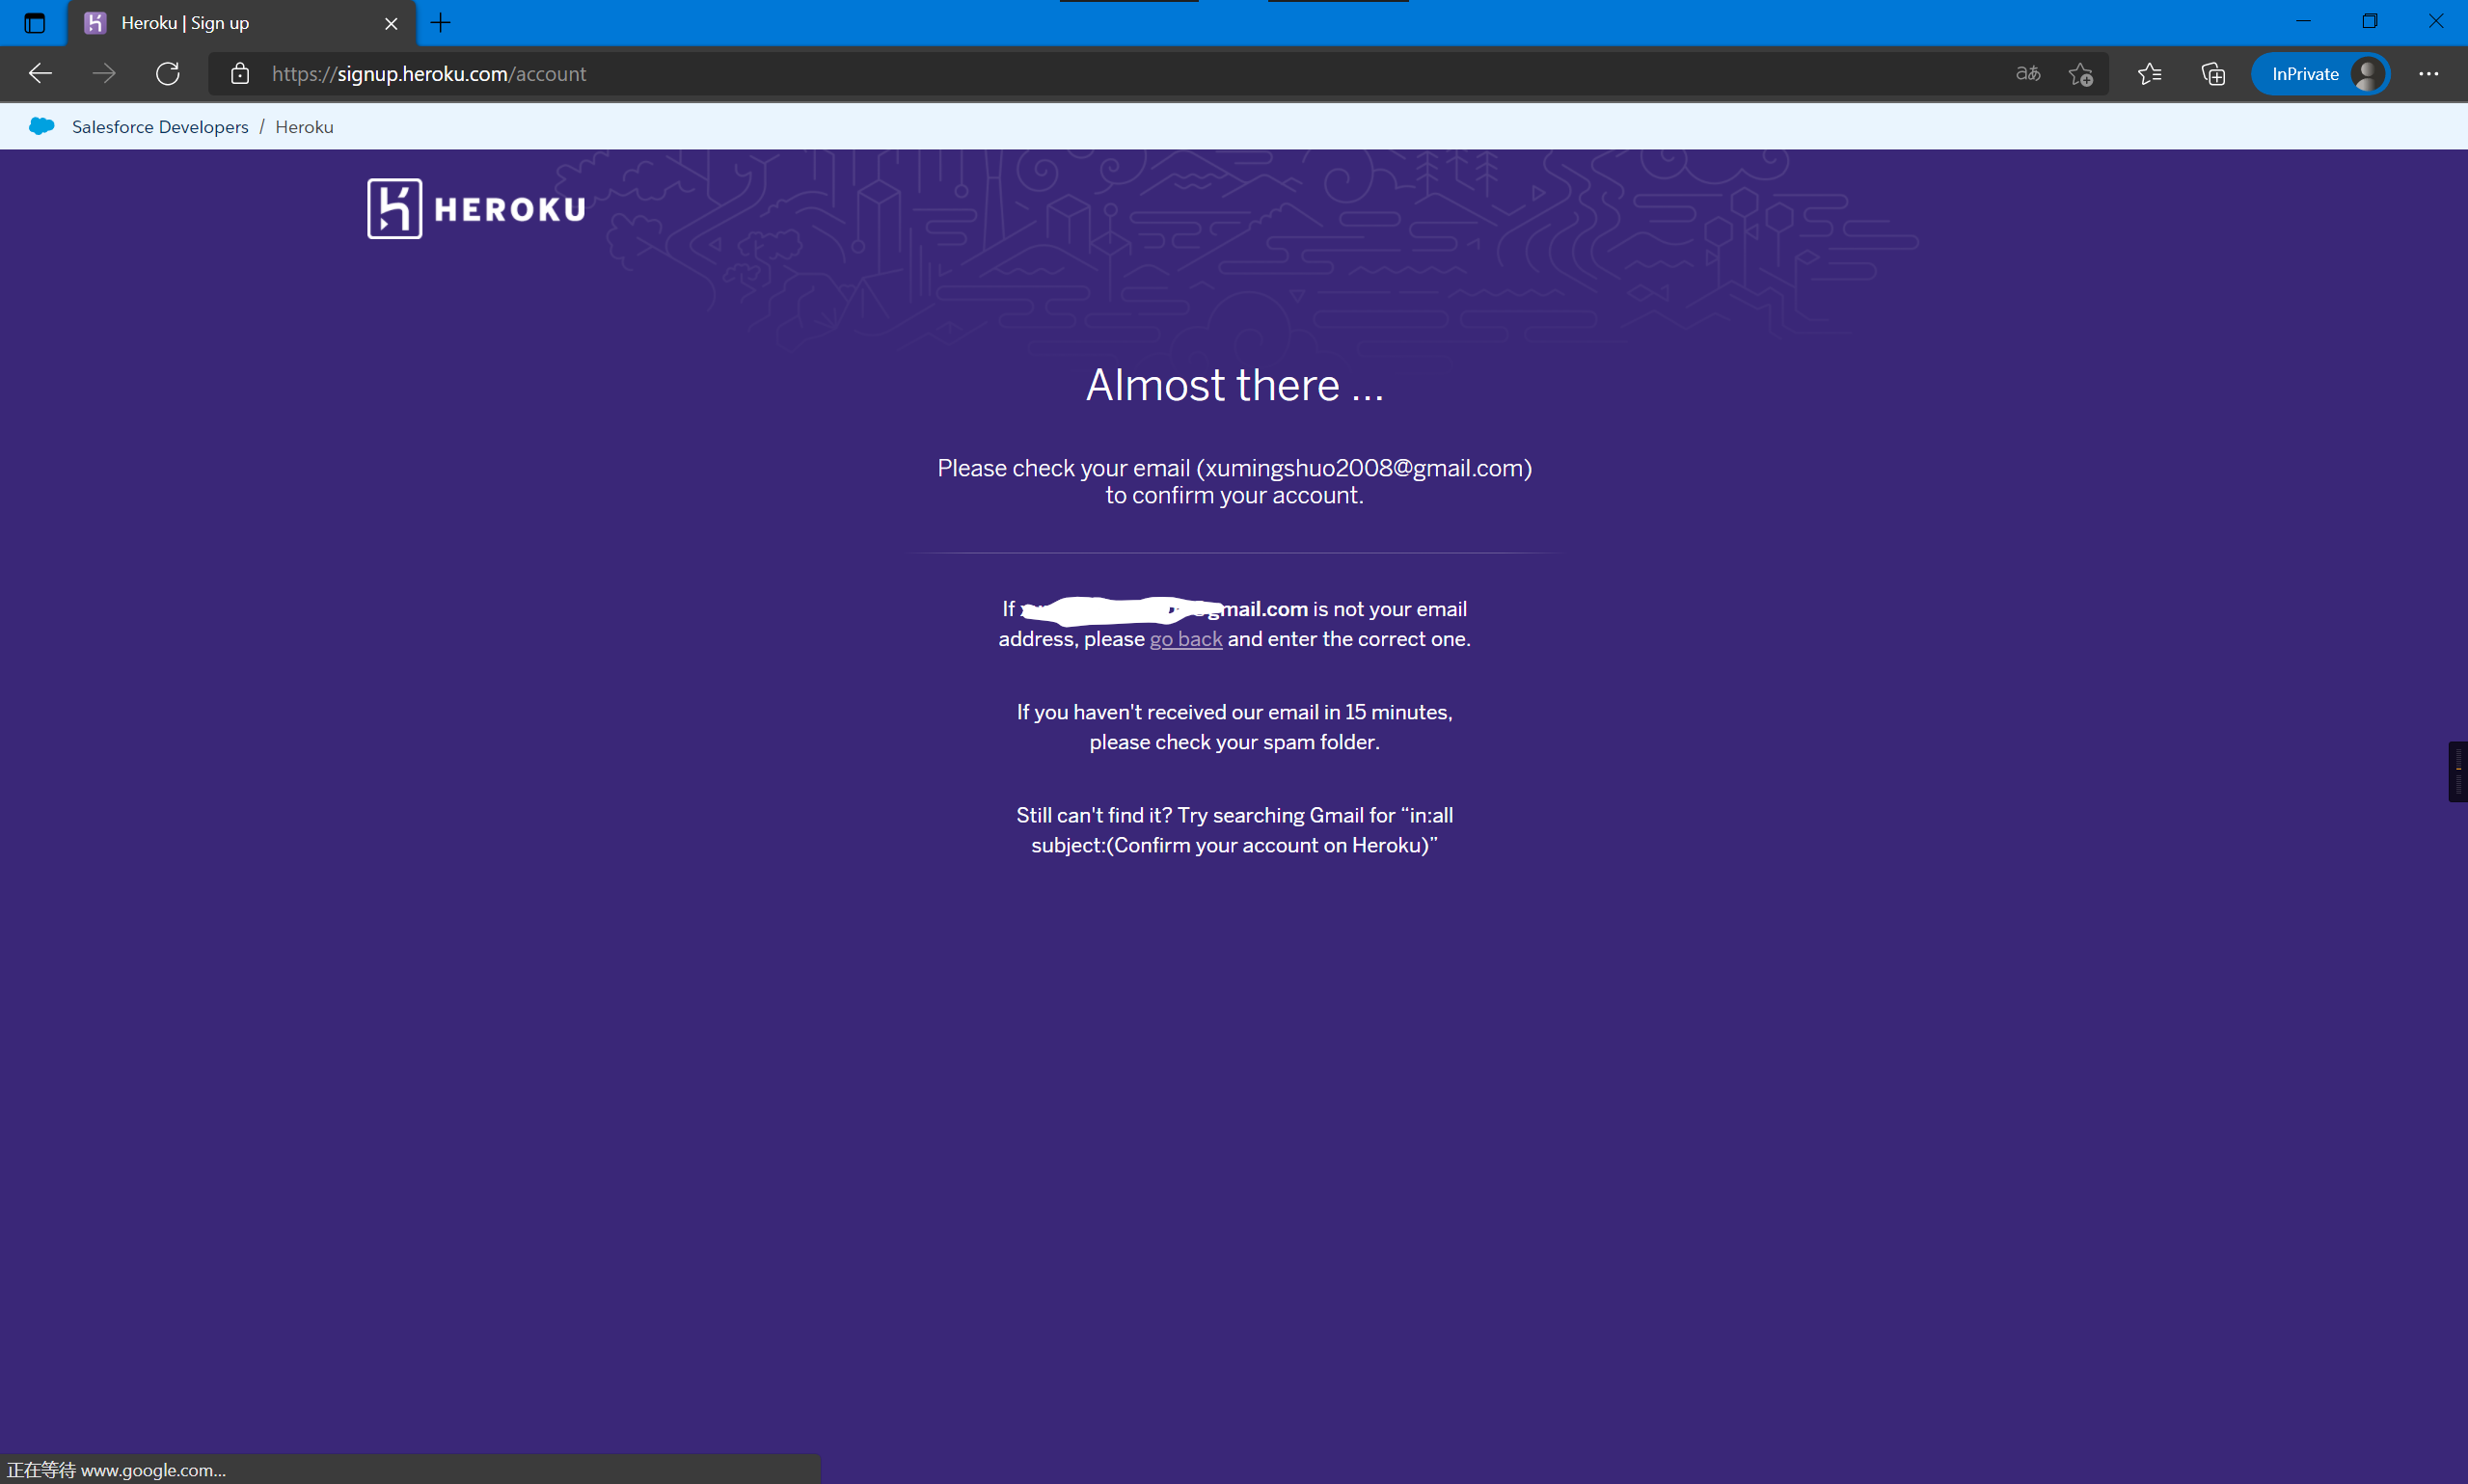 Heroku | Sign up
https://signup.heroku.com/account
aあ
InPrivate
Salesforce Developers / Heroku
HEROKU
Almost there ...
Please check your email (xumingshuo2008@gmail.com)
to confirm your account.
If gmail.com is not your email
address, please go back and enter the correct one.
If you haven't received our email in 15 minutes,
please check your spam folder.
Still can't find it? Try searching Gmail for “in:all
subject:(Confirm your account on Heroku)”
正在等待 www.google.com...